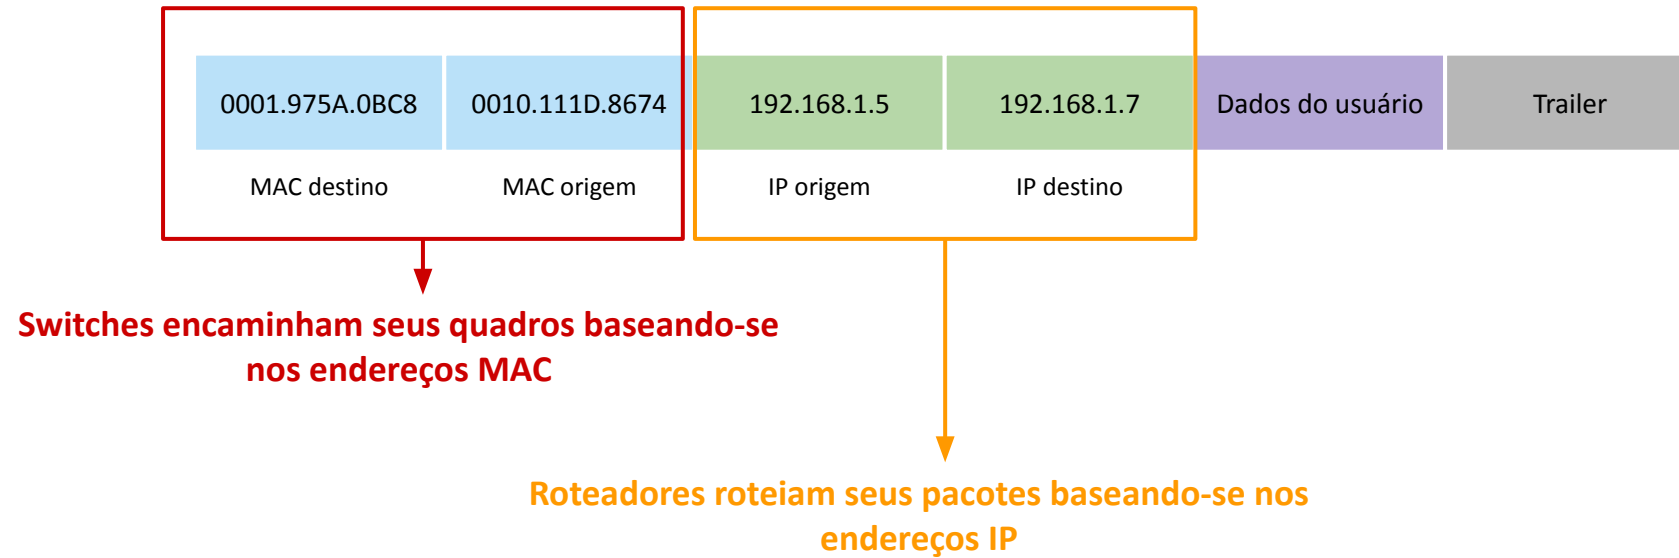 0001.975A.0BC8 0010.111D.8674 192.168.1.5 192.168.1.7 Dados do usuário Trailer
MAC destino MAC origem IP origem IP destino
Switches encaminham seus quadros baseando-se
nos endereços MAC
Roteadores roteiam seus pacotes baseando-se nos
endereços IP